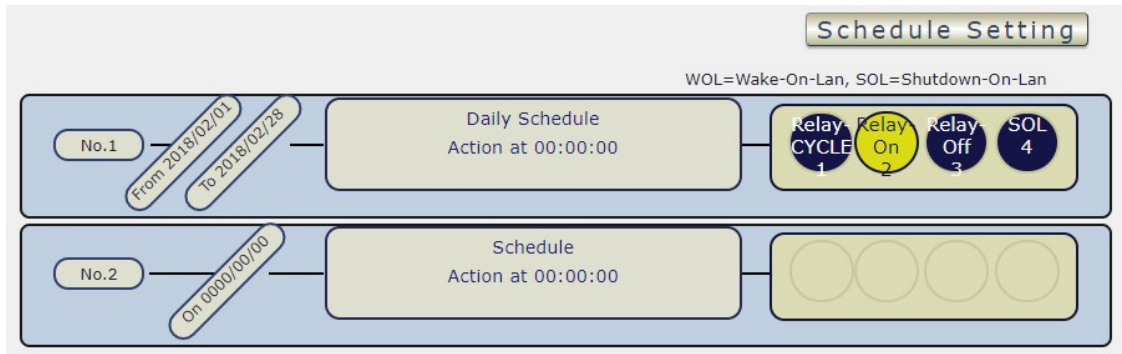 Schedule Setting
WOL=Wake-On-Lan, SOL=Shutdown-On-Lan
No.1
From 2018/02/01
To 2018/02/28
Daily Schedule
Action at 00:00:00
Relay-
CYCLE
1
Relay-
On
2
Relay-
Off
3
SOL
4
No.2
On 0000/00/00
Schedule
Action at 00:00:00